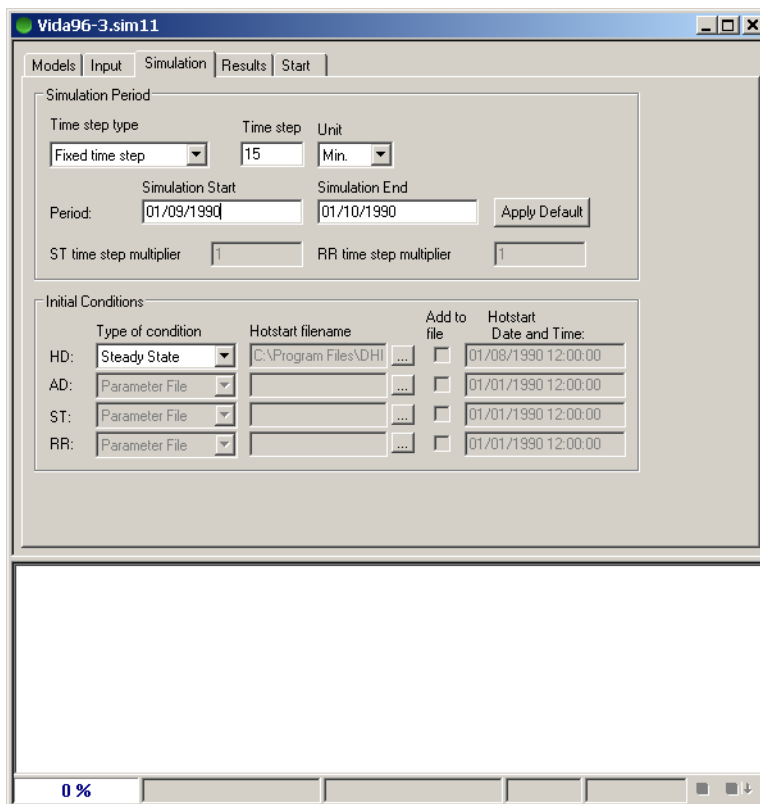 Vida96-3.sim11
Models Input Simulation Results Start
Simulation Period
Time step type Time step Unit
Fixed time step 15 Min.
Simulation Start Simulation End
Period: 01/09/1990 01/10/1990 Apply Default
ST time step multiplier 1 RR time step multiplier 1
Initial Conditions
Type of condition Hotstart filename Add to file Hotstart Date and Time:
HD: Steady State C:\Program Files\DHI ... 01/08/1990 12:00:00
AD: Parameter File ... 01/01/1990 12:00:00
ST: Parameter File ... 01/01/1990 12:00:00
RR: Parameter File ... 01/01/1990 12:00:00
0 %